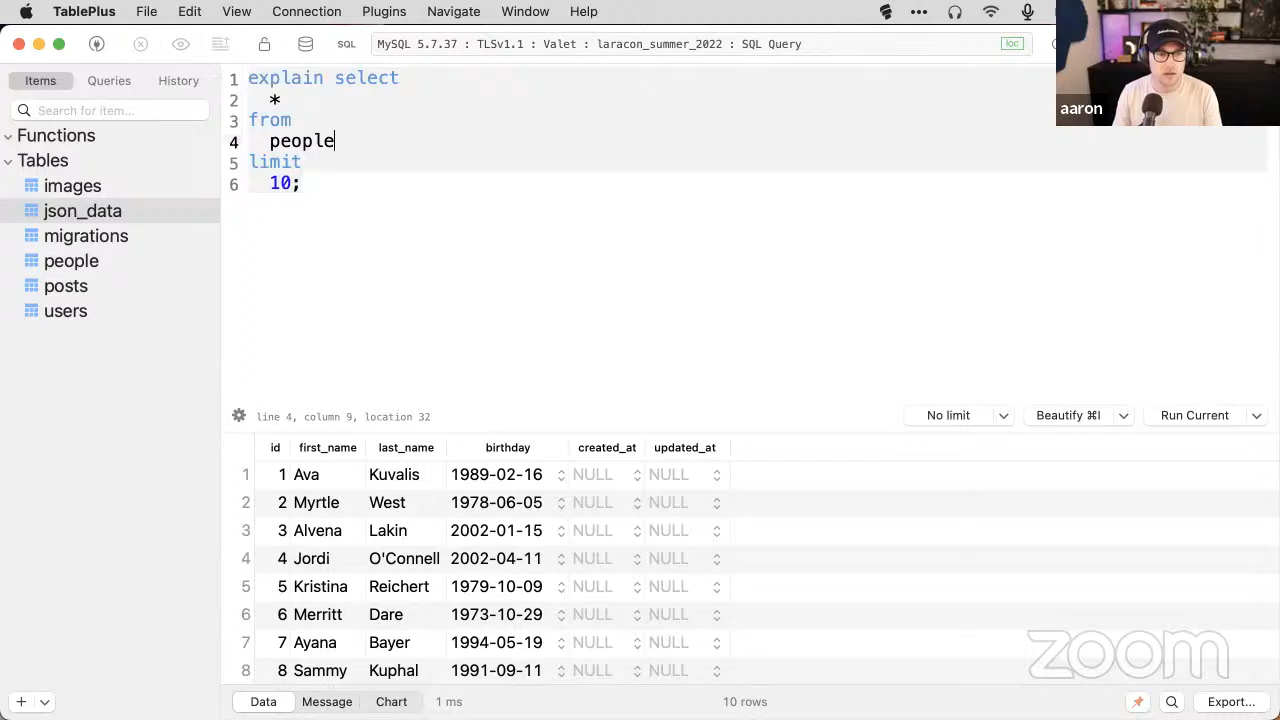 TablePlus File Edit View Connection Plugins Navigate Window Help
SQL MySQL 5.7.37 : TLSv1.1 : Valet : laracon_summer_2022 : SQL Query loc
Items Queries History
Search for item...
Functions
Tables
images
json_data
migrations
people
posts
users
1 explain select
2 *
3 from
4 people
5 limit
6 10;
aaron
line 4, column 9, location 32 No limit Beautify ⌘I Run Current
id first_name last_name birthday created_at updated_at
1 1 Ava Kuvalis 1989-02-16 NULL NULL
2 2 Myrtle West 1978-06-05 NULL NULL
3 3 Alvena Lakin 2002-01-15 NULL NULL
4 4 Jordi O'Connell 2002-04-11 NULL NULL
5 5 Kristina Reichert 1979-10-09 NULL NULL
6 6 Merritt Dare 1973-10-29 NULL NULL
7 7 Ayana Bayer 1994-05-19 NULL NULL
8 8 Sammy Kuphal 1991-09-11 NULL NULL
zoom
Data Message Chart 1 ms 10 rows Export...